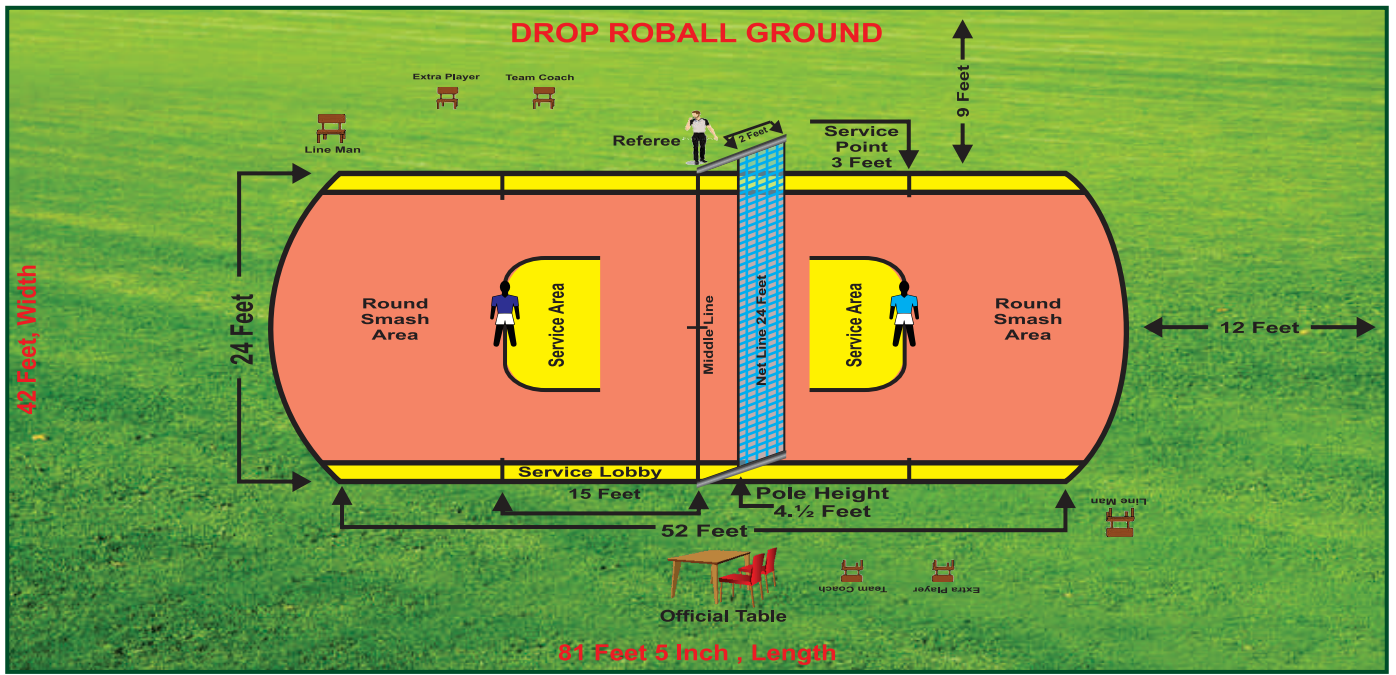 DROP ROBALL GROUND
9 Feet
Extra Player
Team Coach
Line Man
Referee
2 Feet
Service
Point
3 Feet
42 Feet, Width
24 Feet
Round
Smash
Area
Service Area
Middle Line
Net Line 24 Feet
Service Area
Round
Smash
Area
12 Feet
Service Lobby
15 Feet
Pole Height
4.½ Feet
52 Feet
Line Man
Team Coach
Extra Player
Official Table
81 Feet 5 Inch , Length